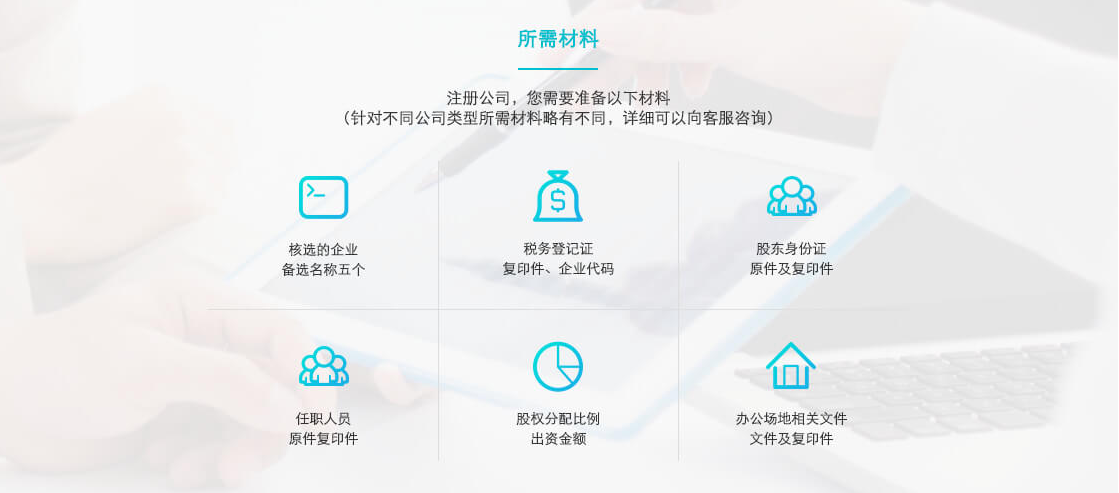 所需材料
注册公司，您需要准备以下材料
（针对不同公司类型所需材料略有不同，详细可以向客服咨询）
核选的企业
备选名称五个
税务登记证
复印件、企业代码
股东身份证
原件及复印件
任职人员
原件复印件
股权分配比例
出资金额
办公场地相关文件
文件及复印件